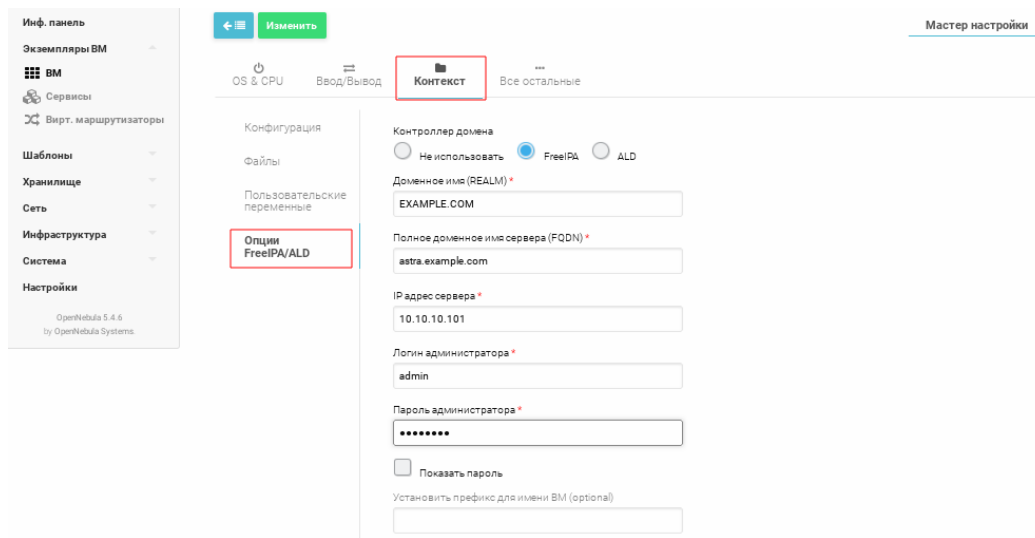 Инф. панель
Экземпляры ВМ
ВМ
Сервисы
Вирт. маршрутизаторы
Шаблоны
Хранилище
Сеть
Инфраструктура
Система
Настройки
OpenNebula 5.4.6
by OpenNebula Systems.
Изменить
Мастер настройки
OS & CPU
Ввод/Вывод
Контекст
Все остальные
Конфигурация
Файлы
Пользовательские
переменные
Опции
FreeIPA/ALD
Контроллер домена
Не использовать FreeIPA ALD
Доменное имя (REALM) *
EXAMPLE.COM
Полное доменное имя сервера (FQDN) *
astra.example.com
IP адрес сервера *
10.10.10.101
Логин администратора *
admin
Пароль администратора *
••••••••
Показать пароль
Установить префикс для имени ВМ (optional)